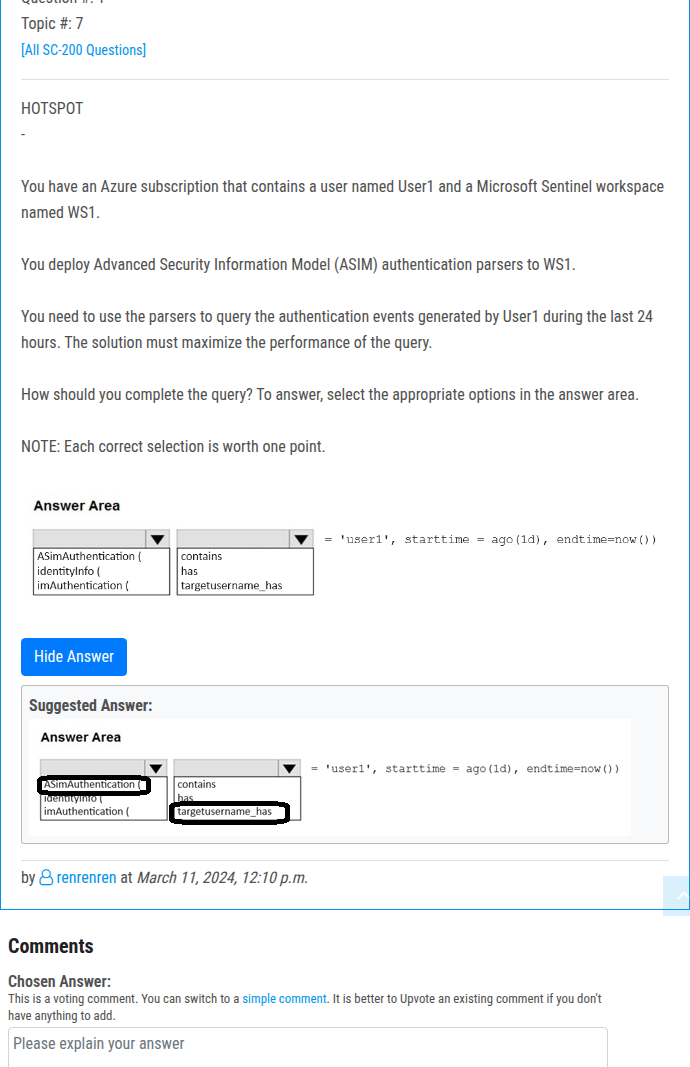 Topic #: 7
[All SC-200 Questions]
HOTSPOT
-
You have an Azure subscription that contains a user named User1 and a Microsoft Sentinel workspace
named WS1.
You deploy Advanced Security Information Model (ASIM) authentication parsers to WS1.
You need to use the parsers to query the authentication events generated by User1 during the last 24
hours. The solution must maximize the performance of the query.
How should you complete the query? To answer, select the appropriate options in the answer area.
NOTE: Each correct selection is worth one point.
Answer Area
= 'user1', starttime = ago(1d), endtime=now())
ASimAuthentication ( contains
identityInfo ( has
imAuthentication ( targetusername_has
Hide Answer
Suggested Answer:
Answer Area
= 'user1', starttime = ago(1d), endtime=now())
ASimAuthentication ( contains
identityInfo ( has
imAuthentication ( targetusername_has
by renrenren at March 11, 2024, 12:10 p.m.
Comments
Chosen Answer:
This is a voting comment. You can switch to a simple comment. It is better to Upvote an existing comment if you don't
have anything to add.
Please explain your answer